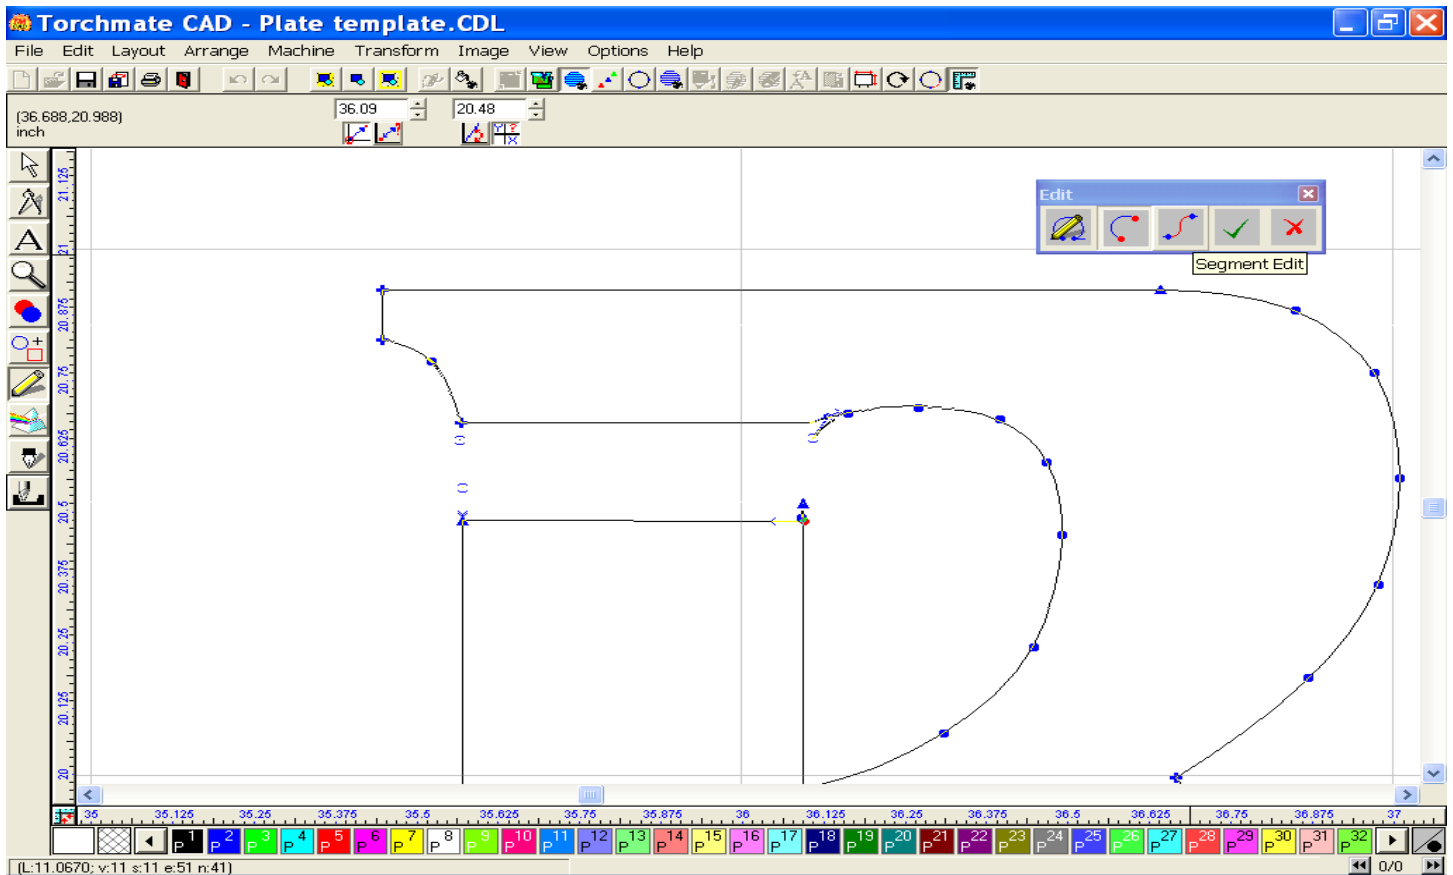 Torchmate CAD - Plate template.CDL
File Edit Layout Arrange Machine Transform Image View Options Help
(36.688,20.988)
inch
36.09
20.48
Edit
Segment Edit
21.125
21
20.875
20.75
20.625
20.5
20.375
20.25
20.125
20
35 35.125 35.25 35.375 35.5 35.625 35.75 35.875 36 36.125 36.25 36.375 36.5 36.625 36.75 36.875 37
1 2 3 4 5 6 7 8 9 10 11 12 13 14 15 16 17 18 19 20 21 22 23 24 25 26 27 28 29 30 31 32
P P P P P P P P P P P P P P P P P P P P P P P P P P P P P P P P
(L:11.0670; v:11 s:11 e:51 n:41)
0/0